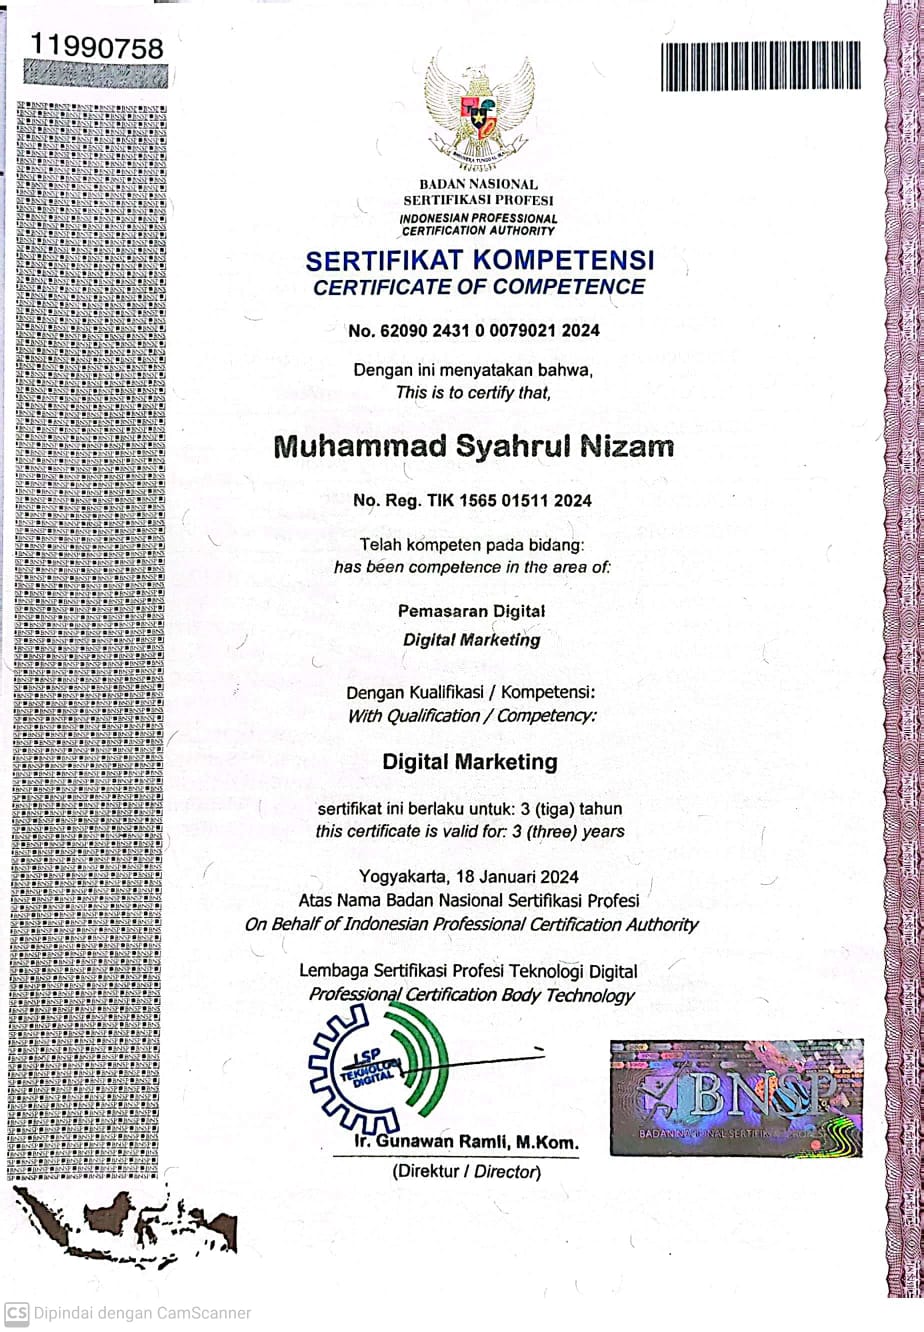 11990758
BADAN NASIONAL
SERTIFIKASI PROFESI
INDONESIAN PROFESSIONAL
CERTIFICATION AUTHORITY
SERTIFIKAT KOMPETENSI
CERTIFICATE OF COMPETENCE
No. 62090 2431 0 0079021 2024
Dengan ini menyatakan bahwa,
This is to certify that,
Muhammad Syahrul Nizam
No. Reg. TIK 1565 01511 2024
Telah kompeten pada bidang:
has been competence in the area of:
Pemasaran Digital
Digital Marketing
Dengan Kualifikasi / Kompetensi:
With Qualification / Competency:
Digital Marketing
sertifikat ini berlaku untuk: 3 (tiga) tahun
this certificate is valid for: 3 (three) years
Yogyakarta, 18 Januari 2024
Atas Nama Badan Nasional Sertifikasi Profesi
On Behalf of Indonesian Professional Certification Authority
Lembaga Sertifikasi Profesi Teknologi Digital
Professional Certification Body Technology
LSP
TEKNOLOGI
DIGITAL
BNSP
BADAN NASIONAL SERTIFIKASI PROFESI
Ir. Gunawan Ramli, M.Kom.
(Direktur / Director)
CS Dipindai dengan CamScanner